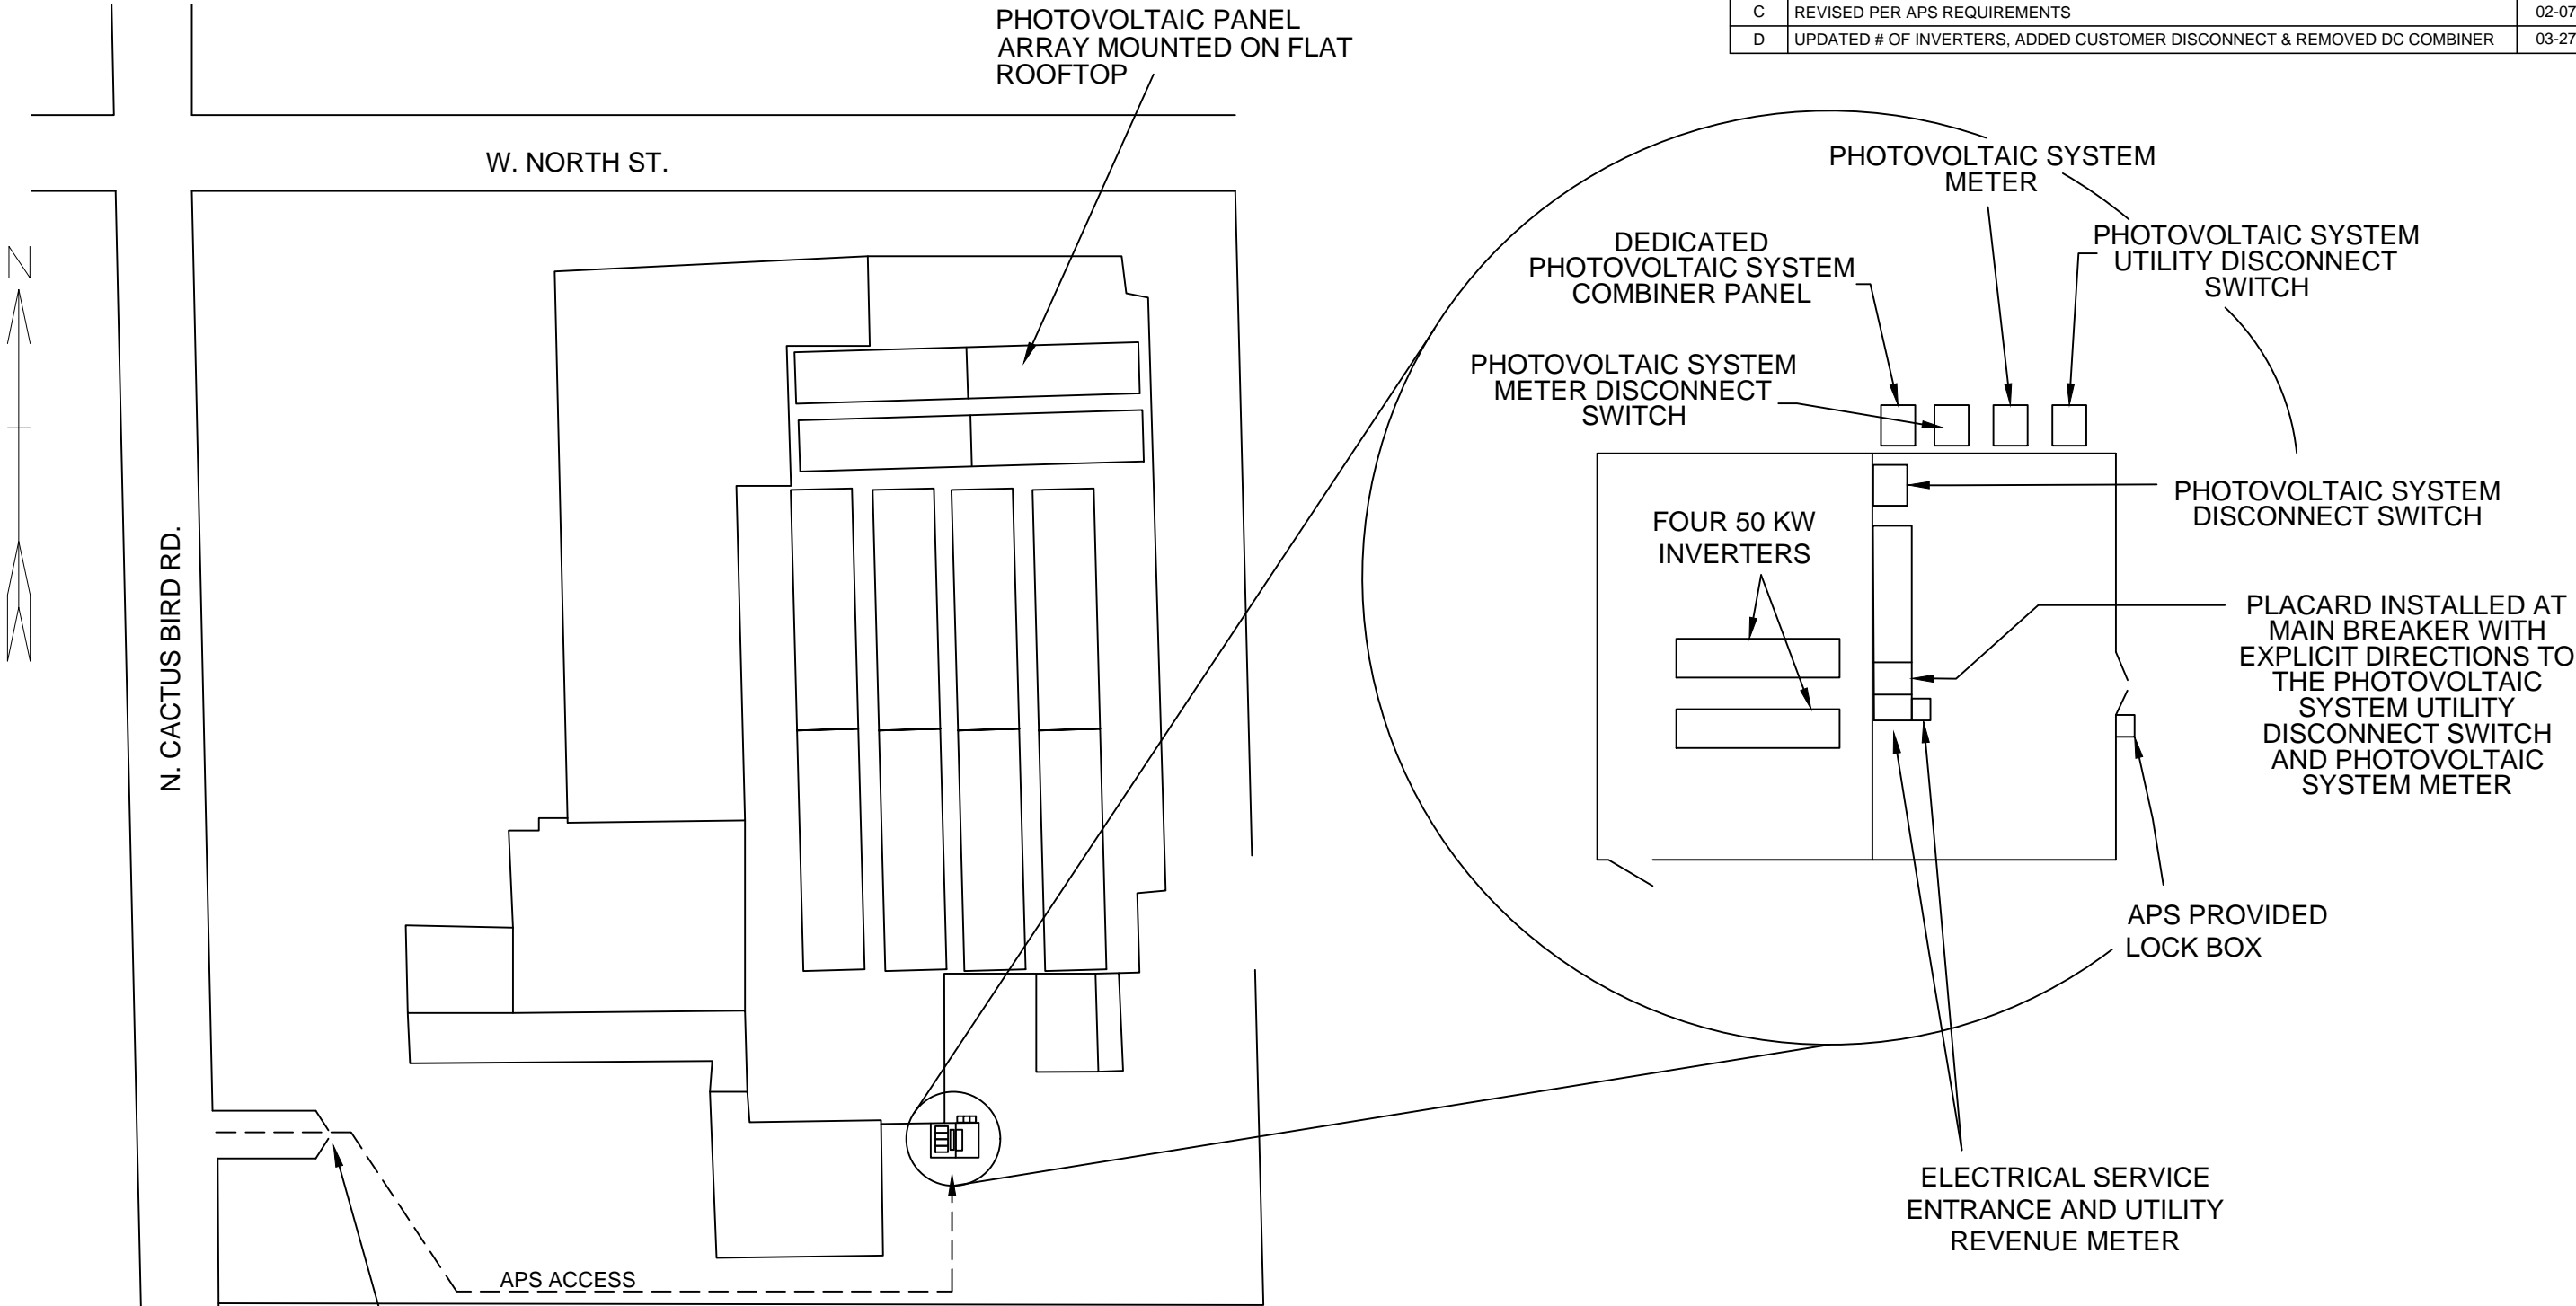 C REVISED PER APS REQUIREMENTS 02-07
D UPDATED # OF INVERTERS, ADDED CUSTOMER DISCONNECT & REMOVED DC COMBINER 03-27
PHOTOVOLTAIC PANEL
ARRAY MOUNTED ON FLAT
ROOFTOP
W. NORTH ST.
N
N. CACTUS BIRD RD.
APS ACCESS
PHOTOVOLTAIC SYSTEM
METER
PHOTOVOLTAIC SYSTEM
UTILITY DISCONNECT
SWITCH
DEDICATED
PHOTOVOLTAIC SYSTEM
COMBINER PANEL
PHOTOVOLTAIC SYSTEM
METER DISCONNECT
SWITCH
PHOTOVOLTAIC SYSTEM
DISCONNECT SWITCH
FOUR 50 KW
INVERTERS
PLACARD INSTALLED AT
MAIN BREAKER WITH
EXPLICIT DIRECTIONS TO
THE PHOTOVOLTAIC
SYSTEM UTILITY
DISCONNECT SWITCH
AND PHOTOVOLTAIC
SYSTEM METER
APS PROVIDED
LOCK BOX
ELECTRICAL SERVICE
ENTRANCE AND UTILITY
REVENUE METER